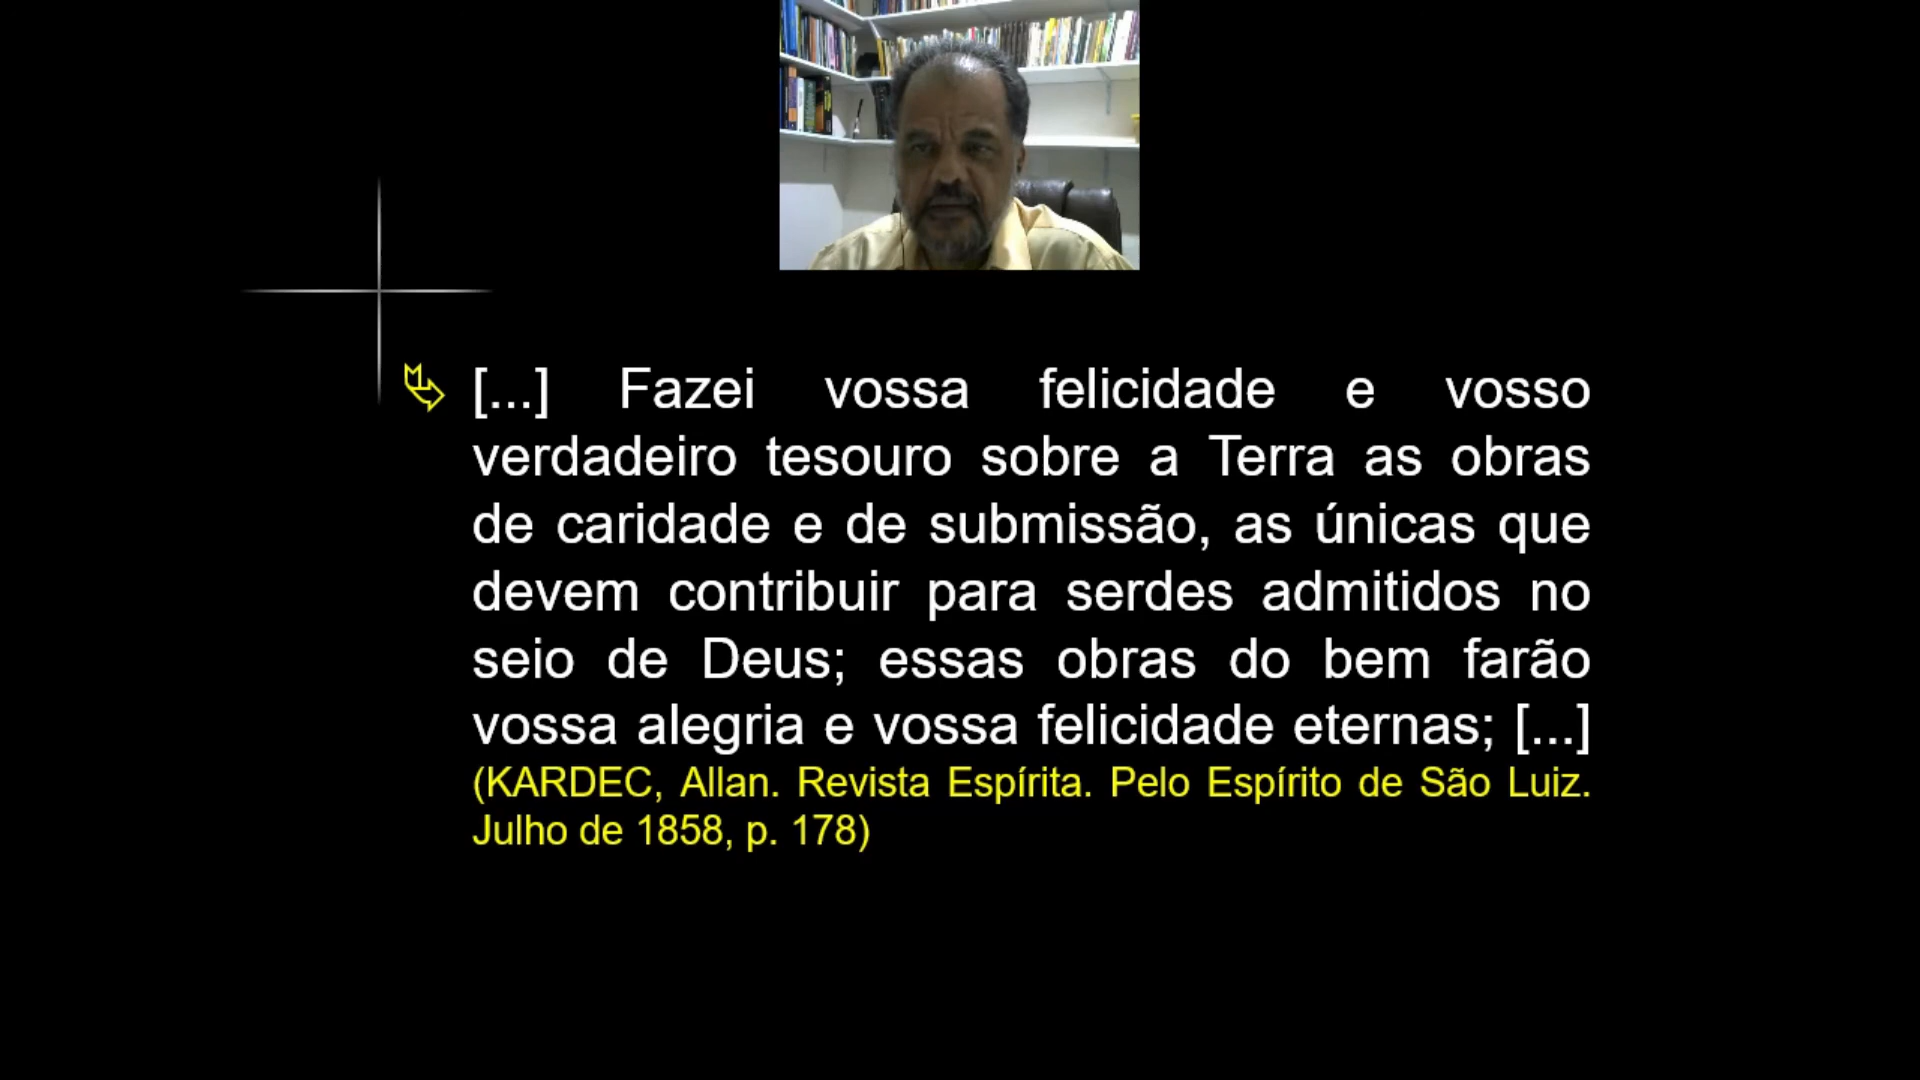 [...] Fazei vossa felicidade e vosso
verdadeiro tesouro sobre a Terra as obras
de caridade e de submissão, as únicas que
devem contribuir para serdes admitidos no
seio de Deus; essas obras do bem farão
vossa alegria e vossa felicidade eternas; [...]
(KARDEC, Allan. Revista Espírita. Pelo Espírito de São Luiz.
Julho de 1858, p. 178)